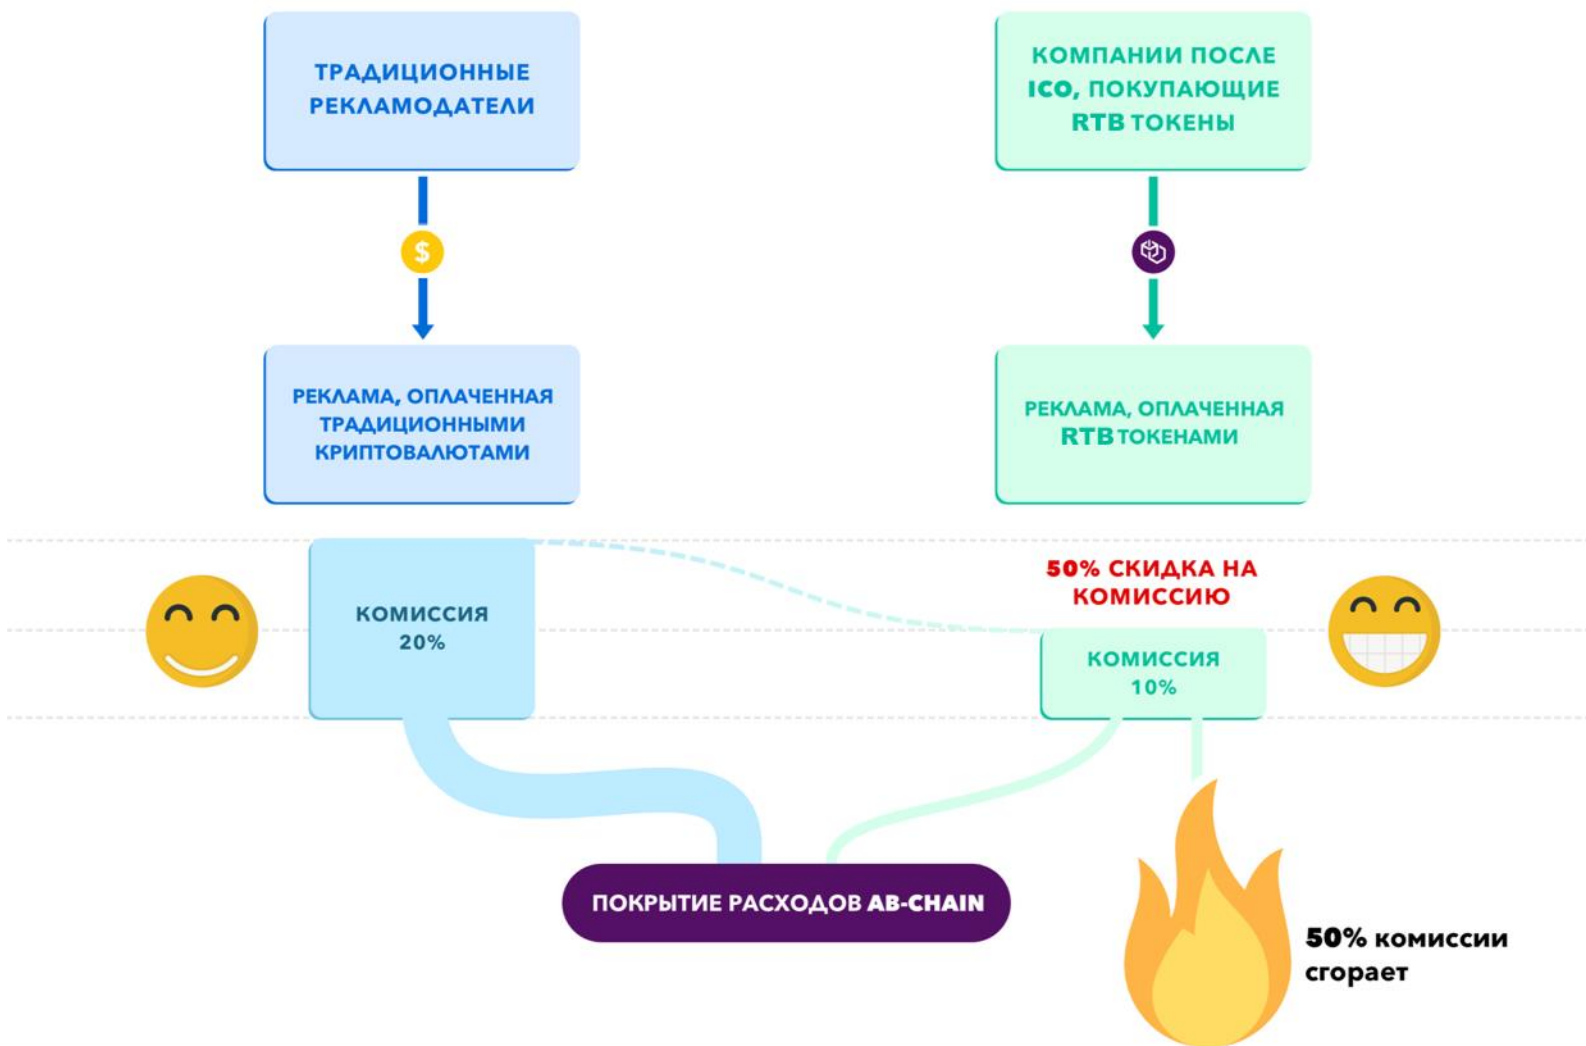 ТРАДИЦИОННЫЕ
РЕКЛАМОДАТЕЛИ
КОМПАНИИ ПОСЛЕ
ICO, ПОКУПАЮЩИЕ
RTB ТОКЕНЫ
$
РЕКЛАМА, ОПЛАЧЕННАЯ
ТРАДИЦИОННЫМИ
КРИПТОВАЛЮТАМИ
РЕКЛАМА, ОПЛАЧЕННАЯ
RTB ТОКЕНАМИ
КОМИССИЯ
20%
50% СКИДКА НА
КОМИССИЮ
КОМИССИЯ
10%
ПОКРЫТИЕ РАСХОДОВ AB-CHAIN
50% комиссии
сгорает